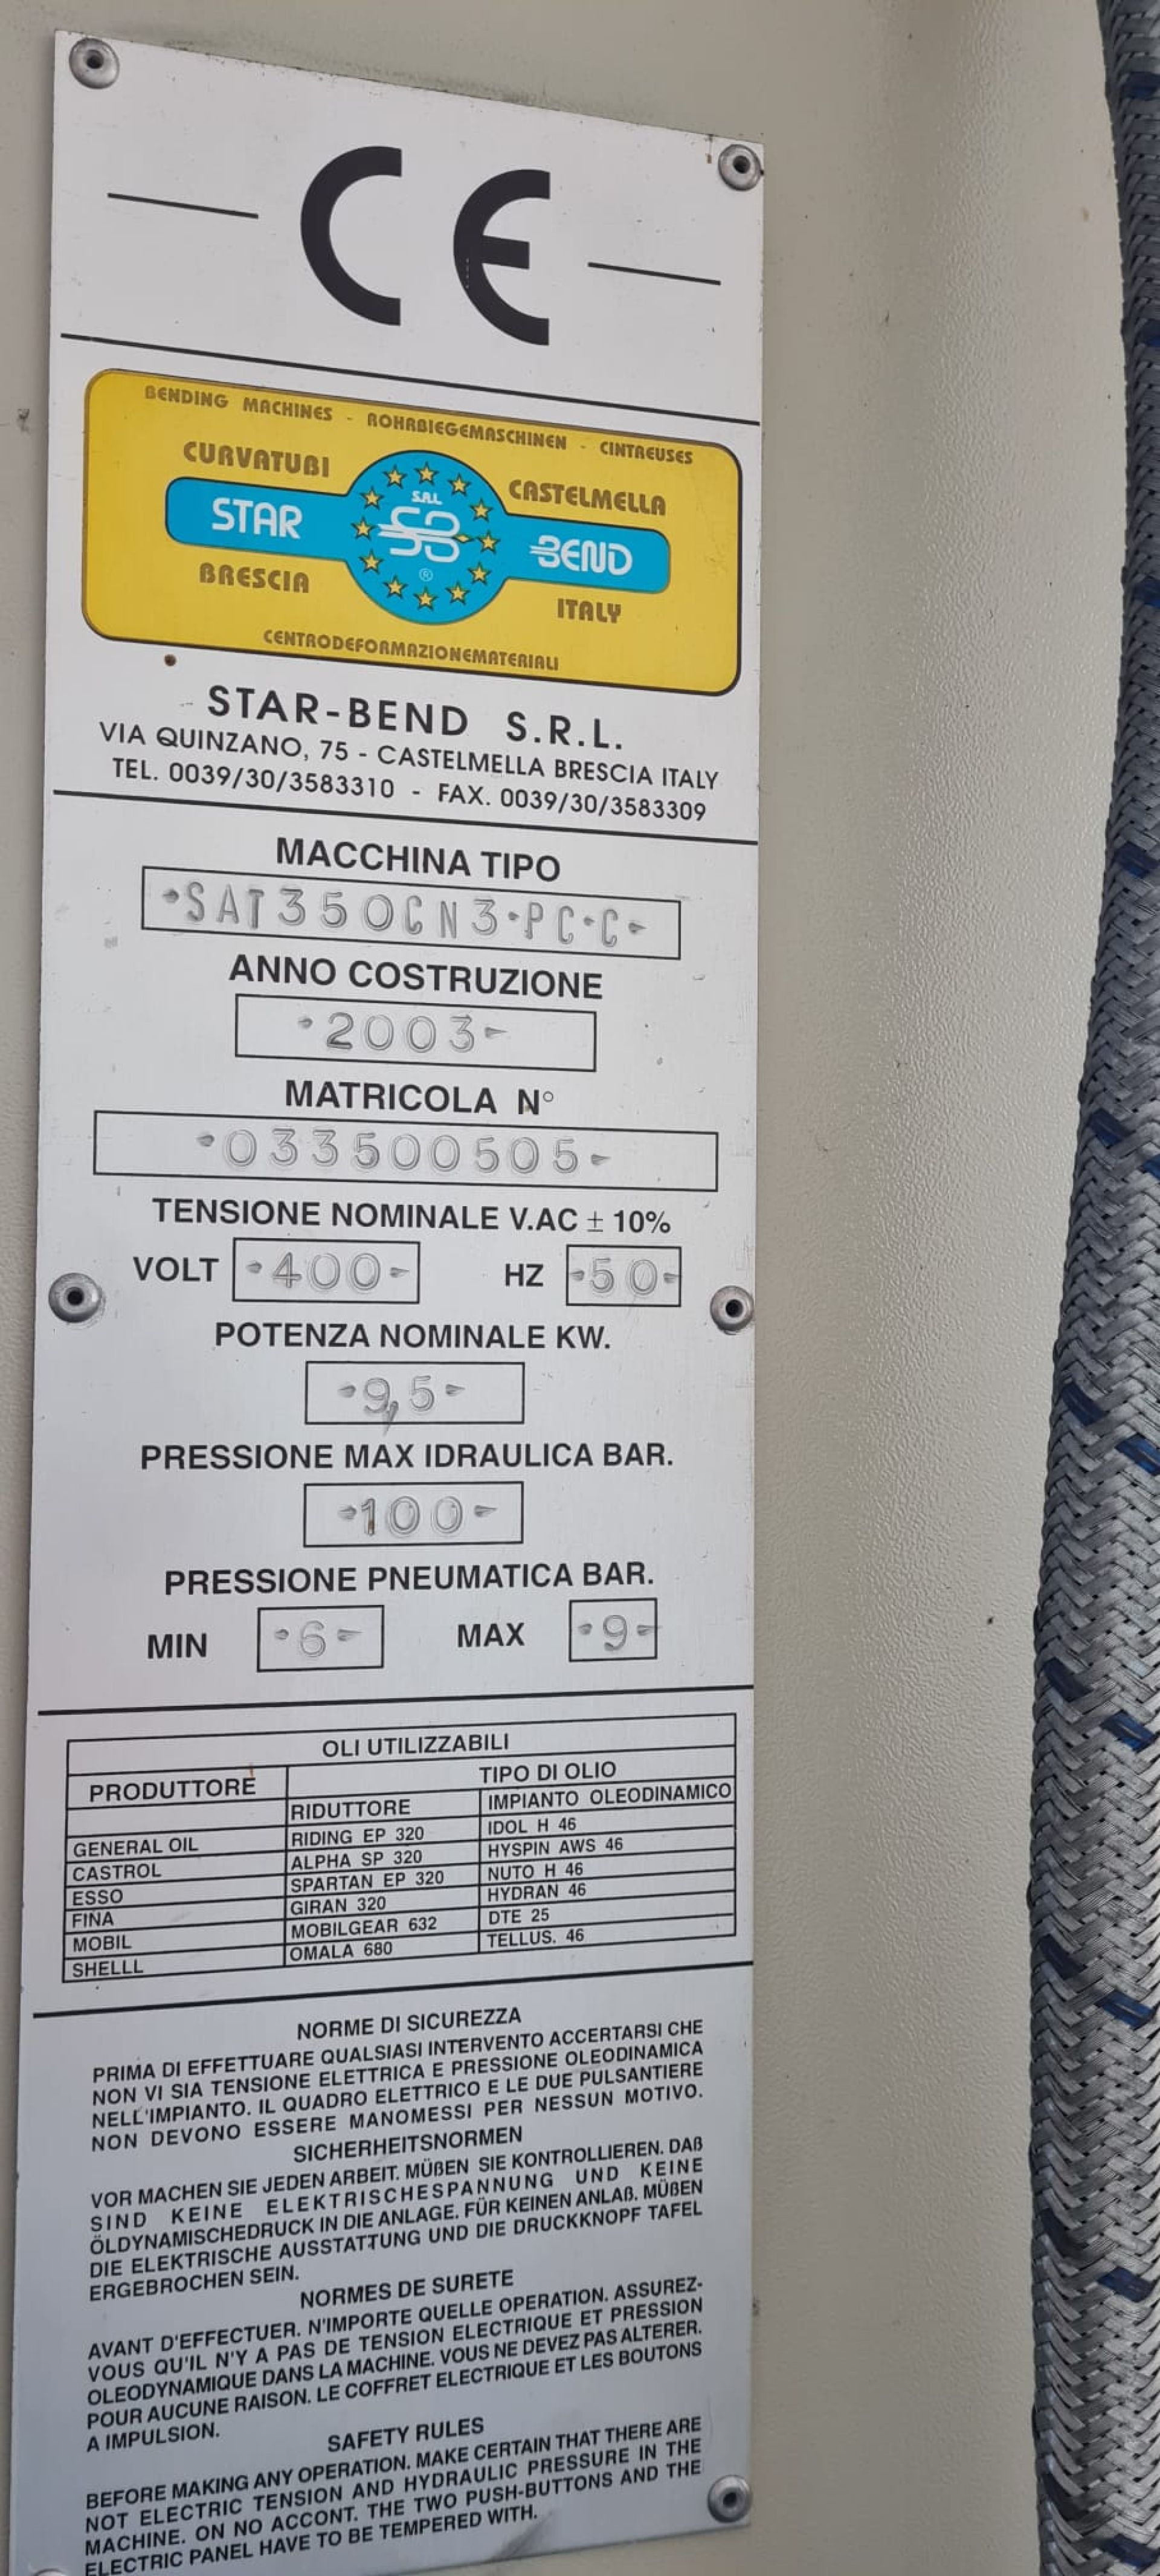 CE
BENDING MACHINES - ROHRBIEGEMASCHINEN - CINTREUSES
CURVATUBI CASTELMELLA
S.R.L.
STAR SB BEND
®
BRESCIA ITALY
CENTRODEFORMAZIONEMATERIALI
STAR-BEND S.R.L.
VIA QUINZANO, 75 - CASTELMELLA BRESCIA ITALY
TEL. 0039/30/3583310 - FAX. 0039/30/3583309
MACCHINA TIPO
SAT350CN3·PC·C
ANNO COSTRUZIONE
2003
MATRICOLA N°
033500505
TENSIONE NOMINALE V.AC ± 10%
VOLT 400 HZ 50
POTENZA NOMINALE KW.
9,5
PRESSIONE MAX IDRAULICA BAR.
100
PRESSIONE PNEUMATICA BAR.
MIN 6 MAX 9
OLI UTILIZZABILI
PRODUTTORE TIPO DI OLIO
RIDUTTORE IMPIANTO OLEODINAMICO
GENERAL OIL RIDING EP 320 IDOL H 46
CASTROL ALPHA SP 320 HYSPIN AWS 46
ESSO SPARTAN EP 320 NUTO H 46
FINA GIRAN 320 HYDRAN 46
MOBIL MOBILGEAR 632 DTE 25
SHELLL OMALA 680 TELLUS. 46
NORME DI SICUREZZA
PRIMA DI EFFETTUARE QUALSIASI INTERVENTO ACCERTARSI CHE
NON VI SIA TENSIONE ELETTRICA E PRESSIONE OLEODINAMICA
NELL'IMPIANTO. IL QUADRO ELETTRICO E LE DUE PULSANTIERE
NON DEVONO ESSERE MANOMESSI PER NESSUN MOTIVO.
SICHERHEITSNORMEN
VOR MACHEN SIE JEDEN ARBEIT. MÜßEN SIE KONTROLLIEREN. DAß
SIND KEINE ELEKTRISCHESPANNUNG UND KEINE
ÖLDYNAMISCHEDRUCK IN DIE ANLAGE. FÜR KEINEN ANLAß. MÜßEN
DIE ELEKTRISCHE AUSSTATTUNG UND DIE DRUCKKNOPF TAFEL
ERGEBROCHEN SEIN.
NORMES DE SURETE
AVANT D'EFFECTUER. N'IMPORTE QUELLE OPERATION. ASSUREZ-
VOUS QU'IL N'Y A PAS DE TENSION ELECTRIQUE ET PRESSION
OLEODYNAMIQUE DANS LA MACHINE. VOUS NE DEVEZ PAS ALTERER.
POUR AUCUNE RAISON. LE COFFRET ELECTRIQUE ET LES BOUTONS
A IMPULSION.
SAFETY RULES
BEFORE MAKING ANY OPERATION. MAKE CERTAIN THAT THERE ARE
NOT ELECTRIC TENSION AND HYDRAULIC PRESSURE IN THE
MACHINE. ON NO ACCONT. THE TWO PUSH-BUTTONS AND THE
ELECTRIC PANEL HAVE TO BE TEMPERED WITH.